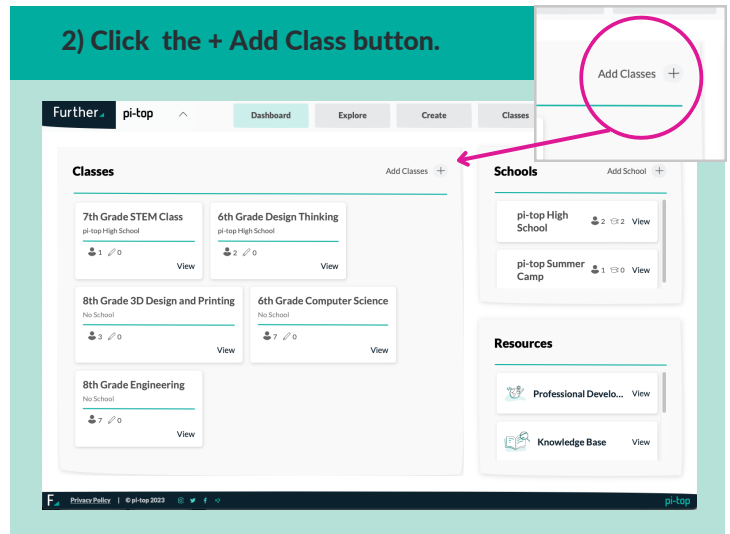 2) Click  the + Add Class button.
Add Classes +
Further pi-top Dashboard Explore Create Classes
Classes
Add Classes +
Schools
Add School +
7th Grade STEM Class
pi-top High School
1 0
View
6th Grade Design Thinking
pi-top High School
2 0
View
8th Grade 3D Design and Printing
No School
3 0
View
6th Grade Computer Science
No School
7 0
View
8th Grade Engineering
No School
7 0
View
pi-top High
School
2 2 View
pi-top Summer
Camp
1 0 View
Resources
Professional Develo... View
Knowledge Base View
F Privacy Policy | © pi-top 2023
pi-top